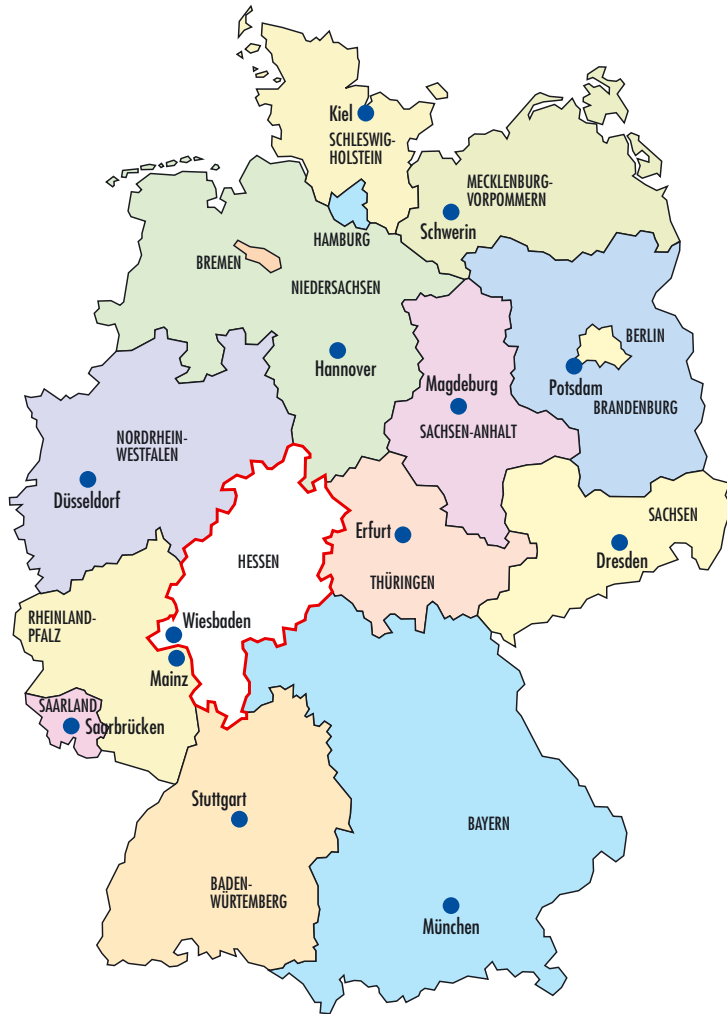 Kiel
SCHLESWIG-
HOLSTEIN
MECKLENBURG-
VORPOMMERN
Schwerin
HAMBURG
BREMEN
NIEDERSACHSEN
Hannover
BERLIN
Potsdam
BRANDENBURG
Magdeburg
SACHSEN-ANHALT
NORDRHEIN-
WESTFALEN
Düsseldorf
SACHSEN
Dresden
Erfurt
THÜRINGEN
HESSEN
RHEINLAND-
PFALZ
Wiesbaden
Mainz
SAARLAND
Saarbrücken
Stuttgart
BADEN-
WÜRTEMBERG
BAYERN
München